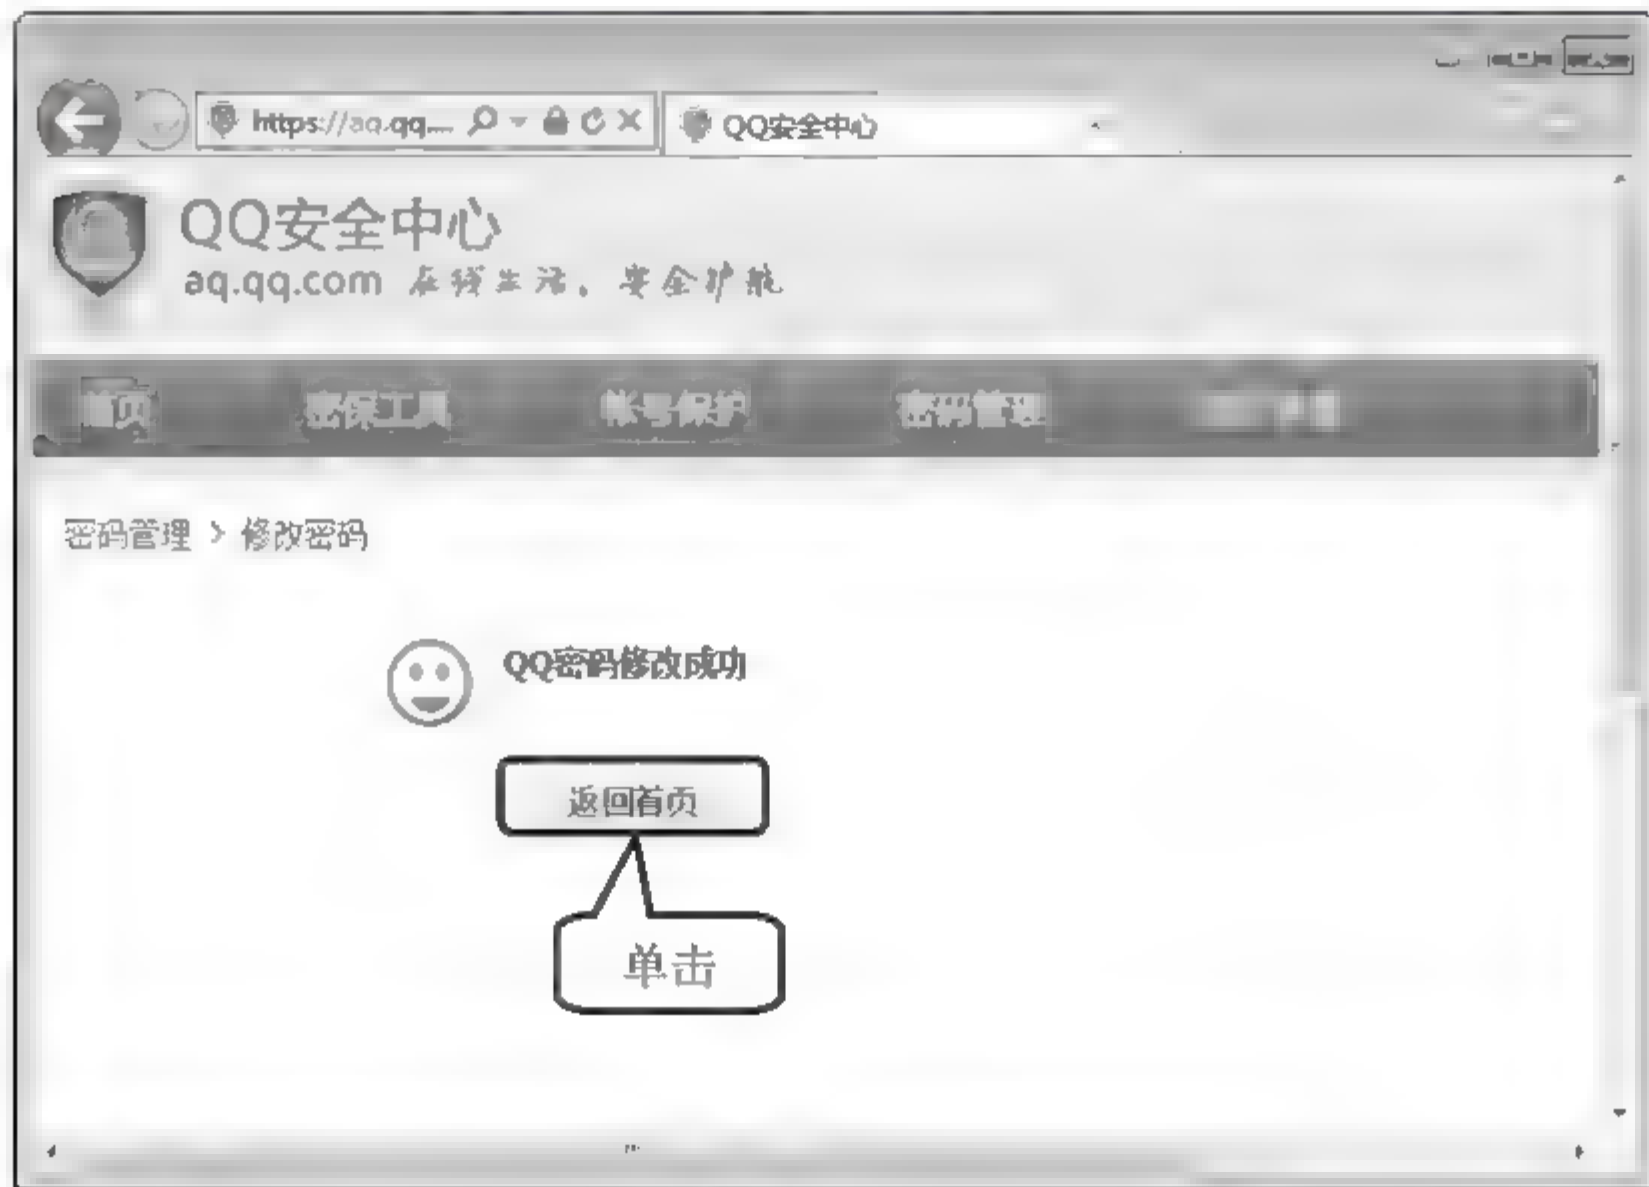 https://aq.qq... QQ安全中心
QQ安全中心
aq.qq.com 在线生活，安全护航
首页 密保工具 帐号保护 密码管理
密码管理 > 修改密码
QQ密码修改成功
返回首页
单击